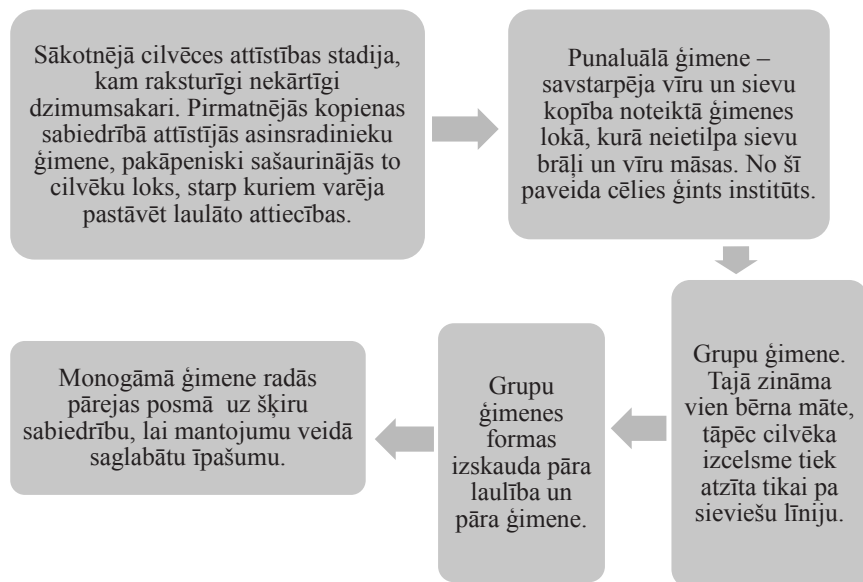 Sākotnējā cilvēces attīstības stadija,
kam raksturīgi nekārtīgi
dzimumsakari. Pirmatnējās kopienas
sabiedrībā attīstījās asinsradinieku
ģimene, pakāpeniski sašaurinājās to
cilvēku loks, starp kuriem varēja
pastāvēt laulāto attiecības.
Punaluālā ģimene –
savstarpēja vīru un sievu
kopība noteiktā ģimenes
lokā, kurā neietilpa sievu
brāļi un vīru māsas. No šī
paveida cēlies ģints institūts.
Grupu ģimene.
Tajā zināma
vien bērna māte,
tāpēc cilvēka
izcelsme tiek
atzīta tikai pa
sieviešu līniju.
Grupu
ģimenes
formas
izskauda pāra
laulība un
pāra ģimene.
Monogāmā ģimene radās
pārejas posmā uz šķiru
sabiedrību, lai mantojumu veidā
saglabātu īpašumu.